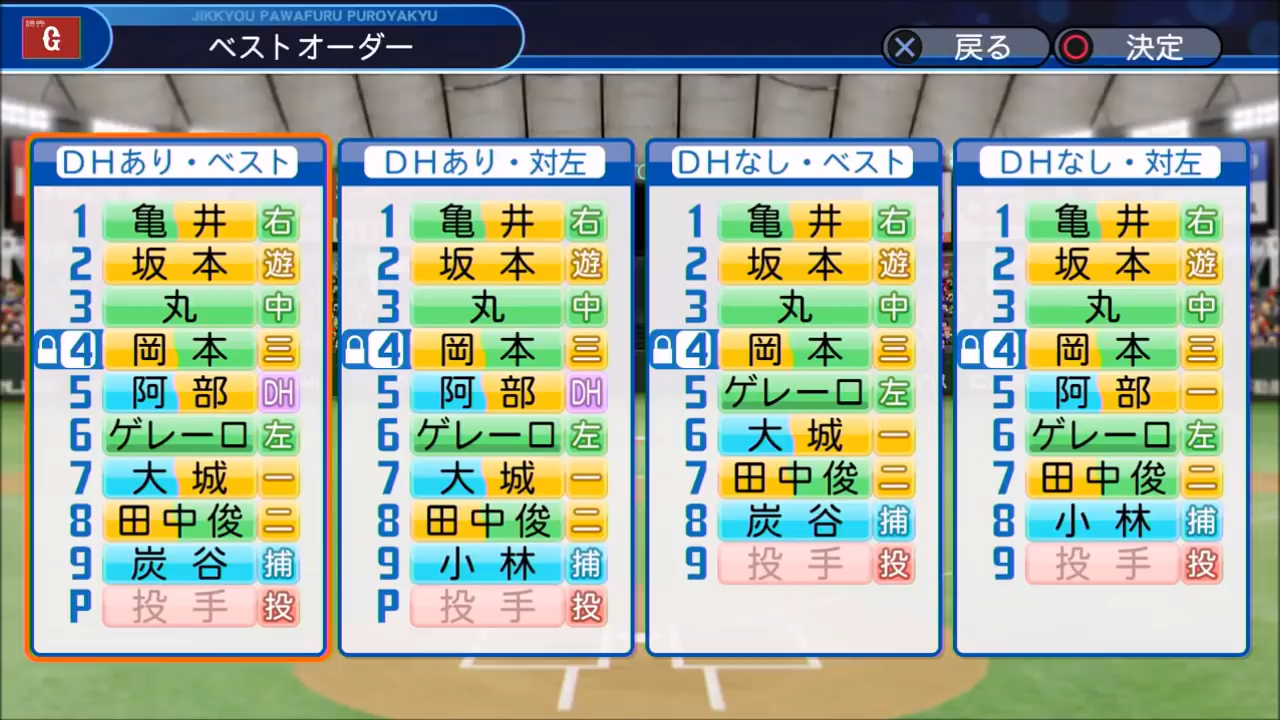 JIKKYOU PAWAFURU PUROYAKYU
G
ベストオーダー
戻る
決定
DHあり・ベスト
1 亀井 右
2 坂本 遊
3 丸 中
4 岡本 三
5 阿部 DH
6 ゲレーロ 左
7 大城 一
8 田中俊 二
9 炭谷 捕
P 投手 投
DHあり・対左
1 亀井 右
2 坂本 遊
3 丸 中
4 岡本 三
5 阿部 DH
6 ゲレーロ 左
7 大城 一
8 田中俊 二
9 小林 捕
P 投手 投
DHなし・ベスト
1 亀井 右
2 坂本 遊
3 丸 中
4 岡本 三
5 ゲレーロ 左
6 大城 一
7 田中俊 二
8 炭谷 捕
9 投手 投
DHなし・対左
1 亀井 右
2 坂本 遊
3 丸 中
4 岡本 三
5 阿部 一
6 ゲレーロ 左
7 田中俊 二
8 小林 捕
9 投手 投